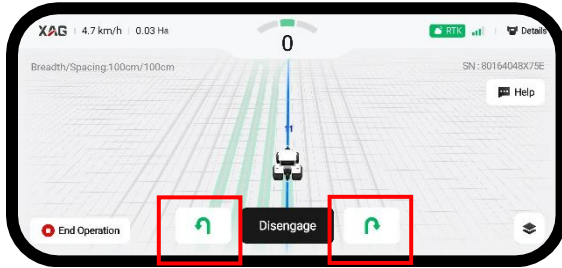 XAG 4.7 km/h 0.03 Ha
0
RTK Details
Breadth/Spacing:100cm/100cm
SN:80164048X75E
Help
11
End Operation
Disengage